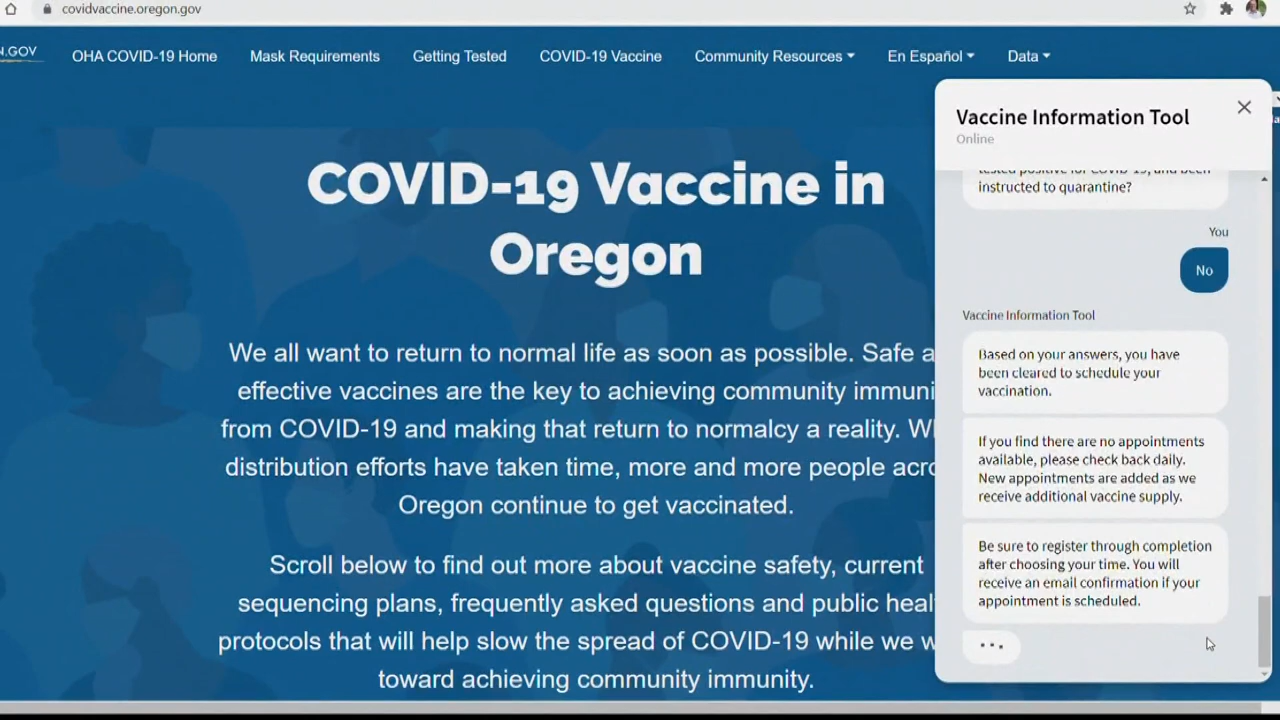 covidvaccine.oregon.gov
N.GOV
OHA COVID-19 Home
Mask Requirements
Getting Tested
COVID-19 Vaccine
Community Resources
En Español
Data
COVID-19 Vaccine in
Oregon
We all want to return to normal life as soon as possible. Safe a
effective vaccines are the key to achieving community immuni
from COVID-19 and making that return to normalcy a reality. W
distribution efforts have taken time, more and more people acro
Oregon continue to get vaccinated.
Scroll below to find out more about vaccine safety, current
sequencing plans, frequently asked questions and public heal
protocols that will help slow the spread of COVID-19 while we w
toward achieving community immunity.
Vaccine Information Tool
Online
tested positive for COVID-19, and been
instructed to quarantine?
You
No
Vaccine Information Tool
Based on your answers, you have
been cleared to schedule your
vaccination.
If you find there are no appointments
available, please check back daily.
New appointments are added as we
receive additional vaccine supply.
Be sure to register through completion
after choosing your time. You will
receive an email confirmation if your
appointment is scheduled.